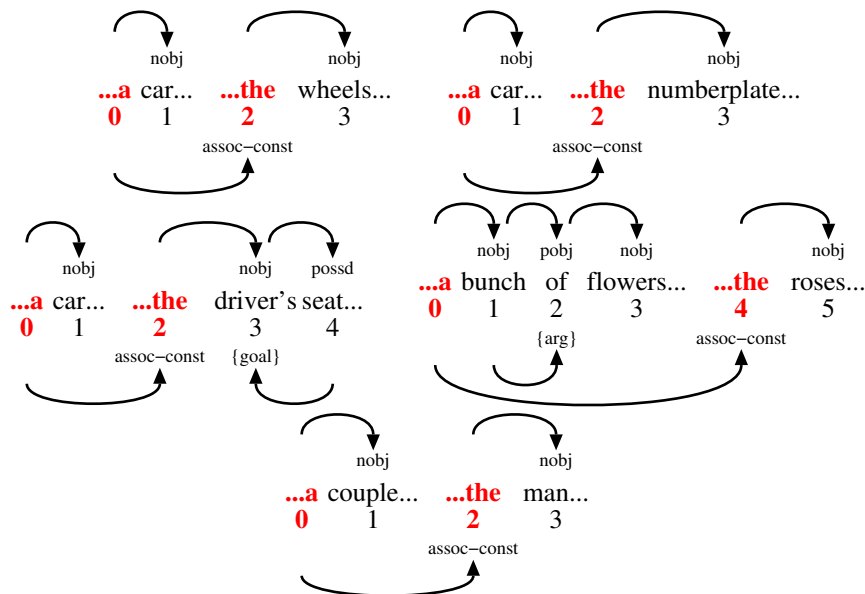 nobj nobj
...a car... ...the wheels...
0 1 2 3
assoc-const
nobj nobj
...a car... ...the numberplate...
0 1 2 3
assoc-const
nobj nobj possd
...a car... ...the driver's seat...
0 1 2 3 4
assoc-const {goal}
nobj pobj nobj nobj
...a bunch of flowers... ...the roses...
0 1 2 3 4 5
{arg} assoc-const
nobj nobj
...a couple... ...the man...
0 1 2 3
assoc-const